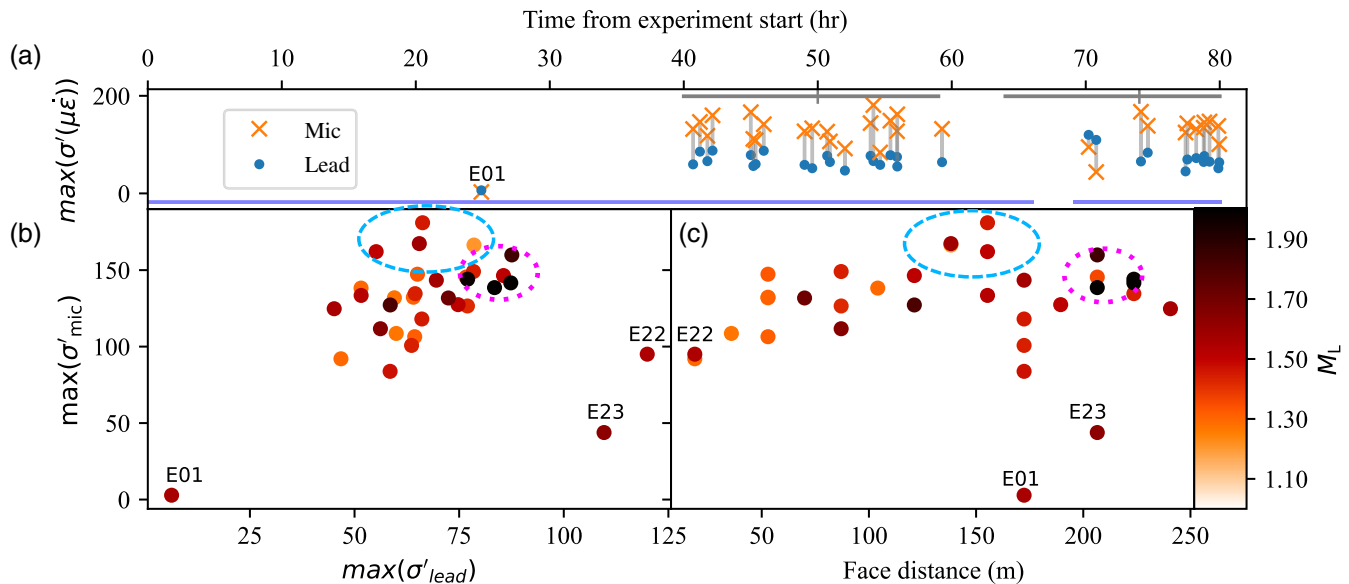 Time from experiment start (hr)
(a)
0 10 20 30 40 50 60 70 80
max(σ′(με̇))
200
0
Mic
Lead
E01
(b)
(c)
max(σ′mic)
150
100
50
0
E22
E23
E01
E22
E23
E01
25 50 75 100 125
50 100 150 200 250
max(σ′lead)
Face distance (m)
1.90
1.70
1.50
1.30
1.10
ML